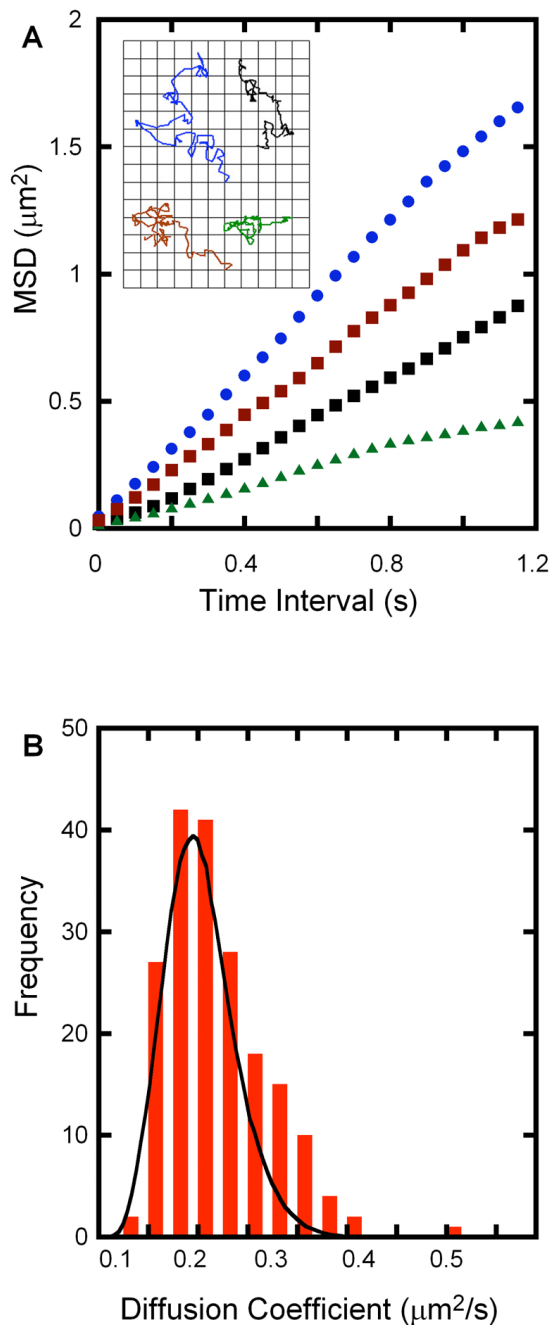 A
2
1.5
1
0.5
0
MSD (μm²)
0 0.4 0.8 1.2
Time Interval (s)
B
50
40
30
20
10
0
Frequency
0.1 0.2 0.3 0.4 0.5
Diffusion Coefficient (μm²/s)